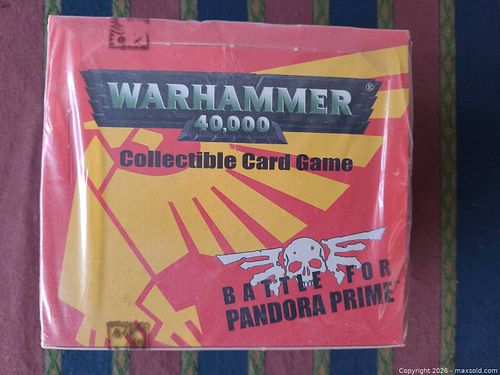 WARHAMMER®
40,000
Collectible Card Game
BATTLE FOR
PANDORA PRIME
Copyright 2026 - maxsold.com